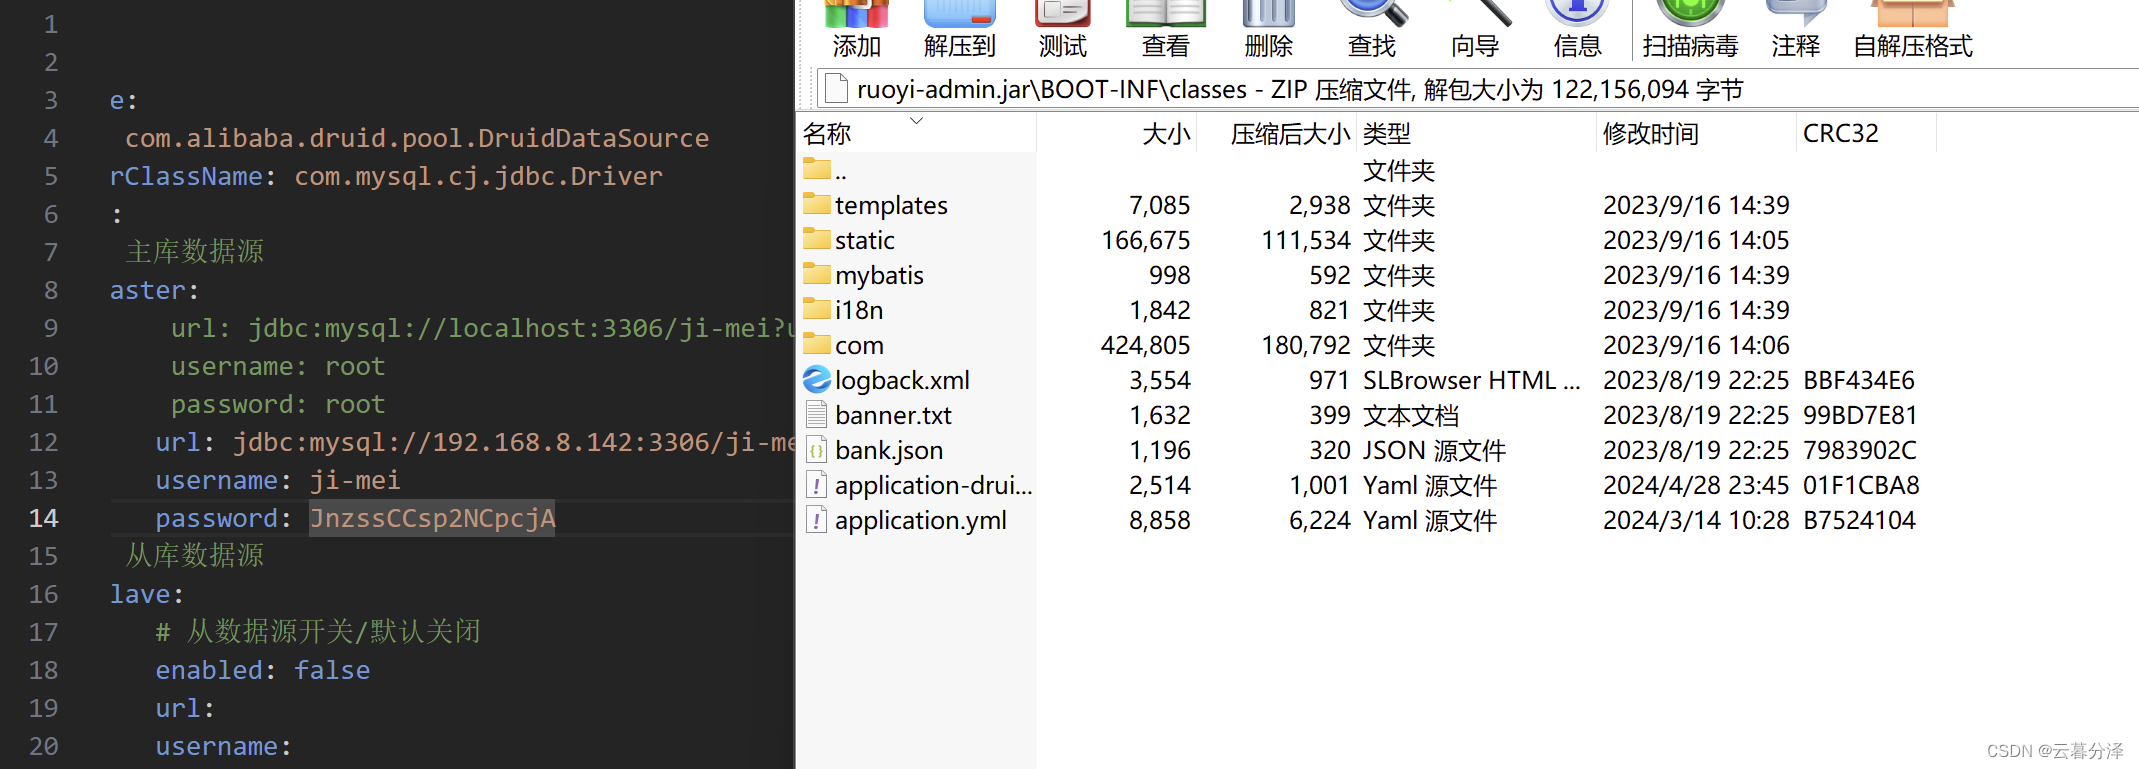 1
2
3 e:
4 com.alibaba.druid.pool.DruidDataSource
5 rClassName: com.mysql.cj.jdbc.Driver
6 :
7 主库数据源
8 aster:
9 url: jdbc:mysql://localhost:3306/ji-mei?u
10 username: root
11 password: root
12 url: jdbc:mysql://192.168.8.142:3306/ji-me
13 username: ji-mei
14 password: JnzssCCsp2NCpcjA
15 从库数据源
16 lave:
17 # 从数据源开关/默认关闭
18 enabled: false
19 url:
20 username:
添加 解压到 测试 查看 删除 查找 向导 信息 扫描病毒 注释 自解压格式
ruoyi-admin.jar\BOOT-INF\classes - ZIP 压缩文件, 解包大小为 122,156,094 字节
名称 大小 压缩后大小 类型 修改时间 CRC32
.. 文件夹
templates 7,085 2,938 文件夹 2023/9/16 14:39
static 166,675 111,534 文件夹 2023/9/16 14:05
mybatis 998 592 文件夹 2023/9/16 14:39
i18n 1,842 821 文件夹 2023/9/16 14:39
com 424,805 180,792 文件夹 2023/9/16 14:06
logback.xml 3,554 971 SLBrowser HTML ... 2023/8/19 22:25 BBF434E6
banner.txt 1,632 399 文本文档 2023/8/19 22:25 99BD7E81
bank.json 1,196 320 JSON 源文件 2023/8/19 22:25 7983902C
application-drui... 2,514 1,001 Yaml 源文件 2024/4/28 23:45 01F1CBA8
application.yml 8,858 6,224 Yaml 源文件 2024/3/14 10:28 B7524104
CSDN @云暮分泽